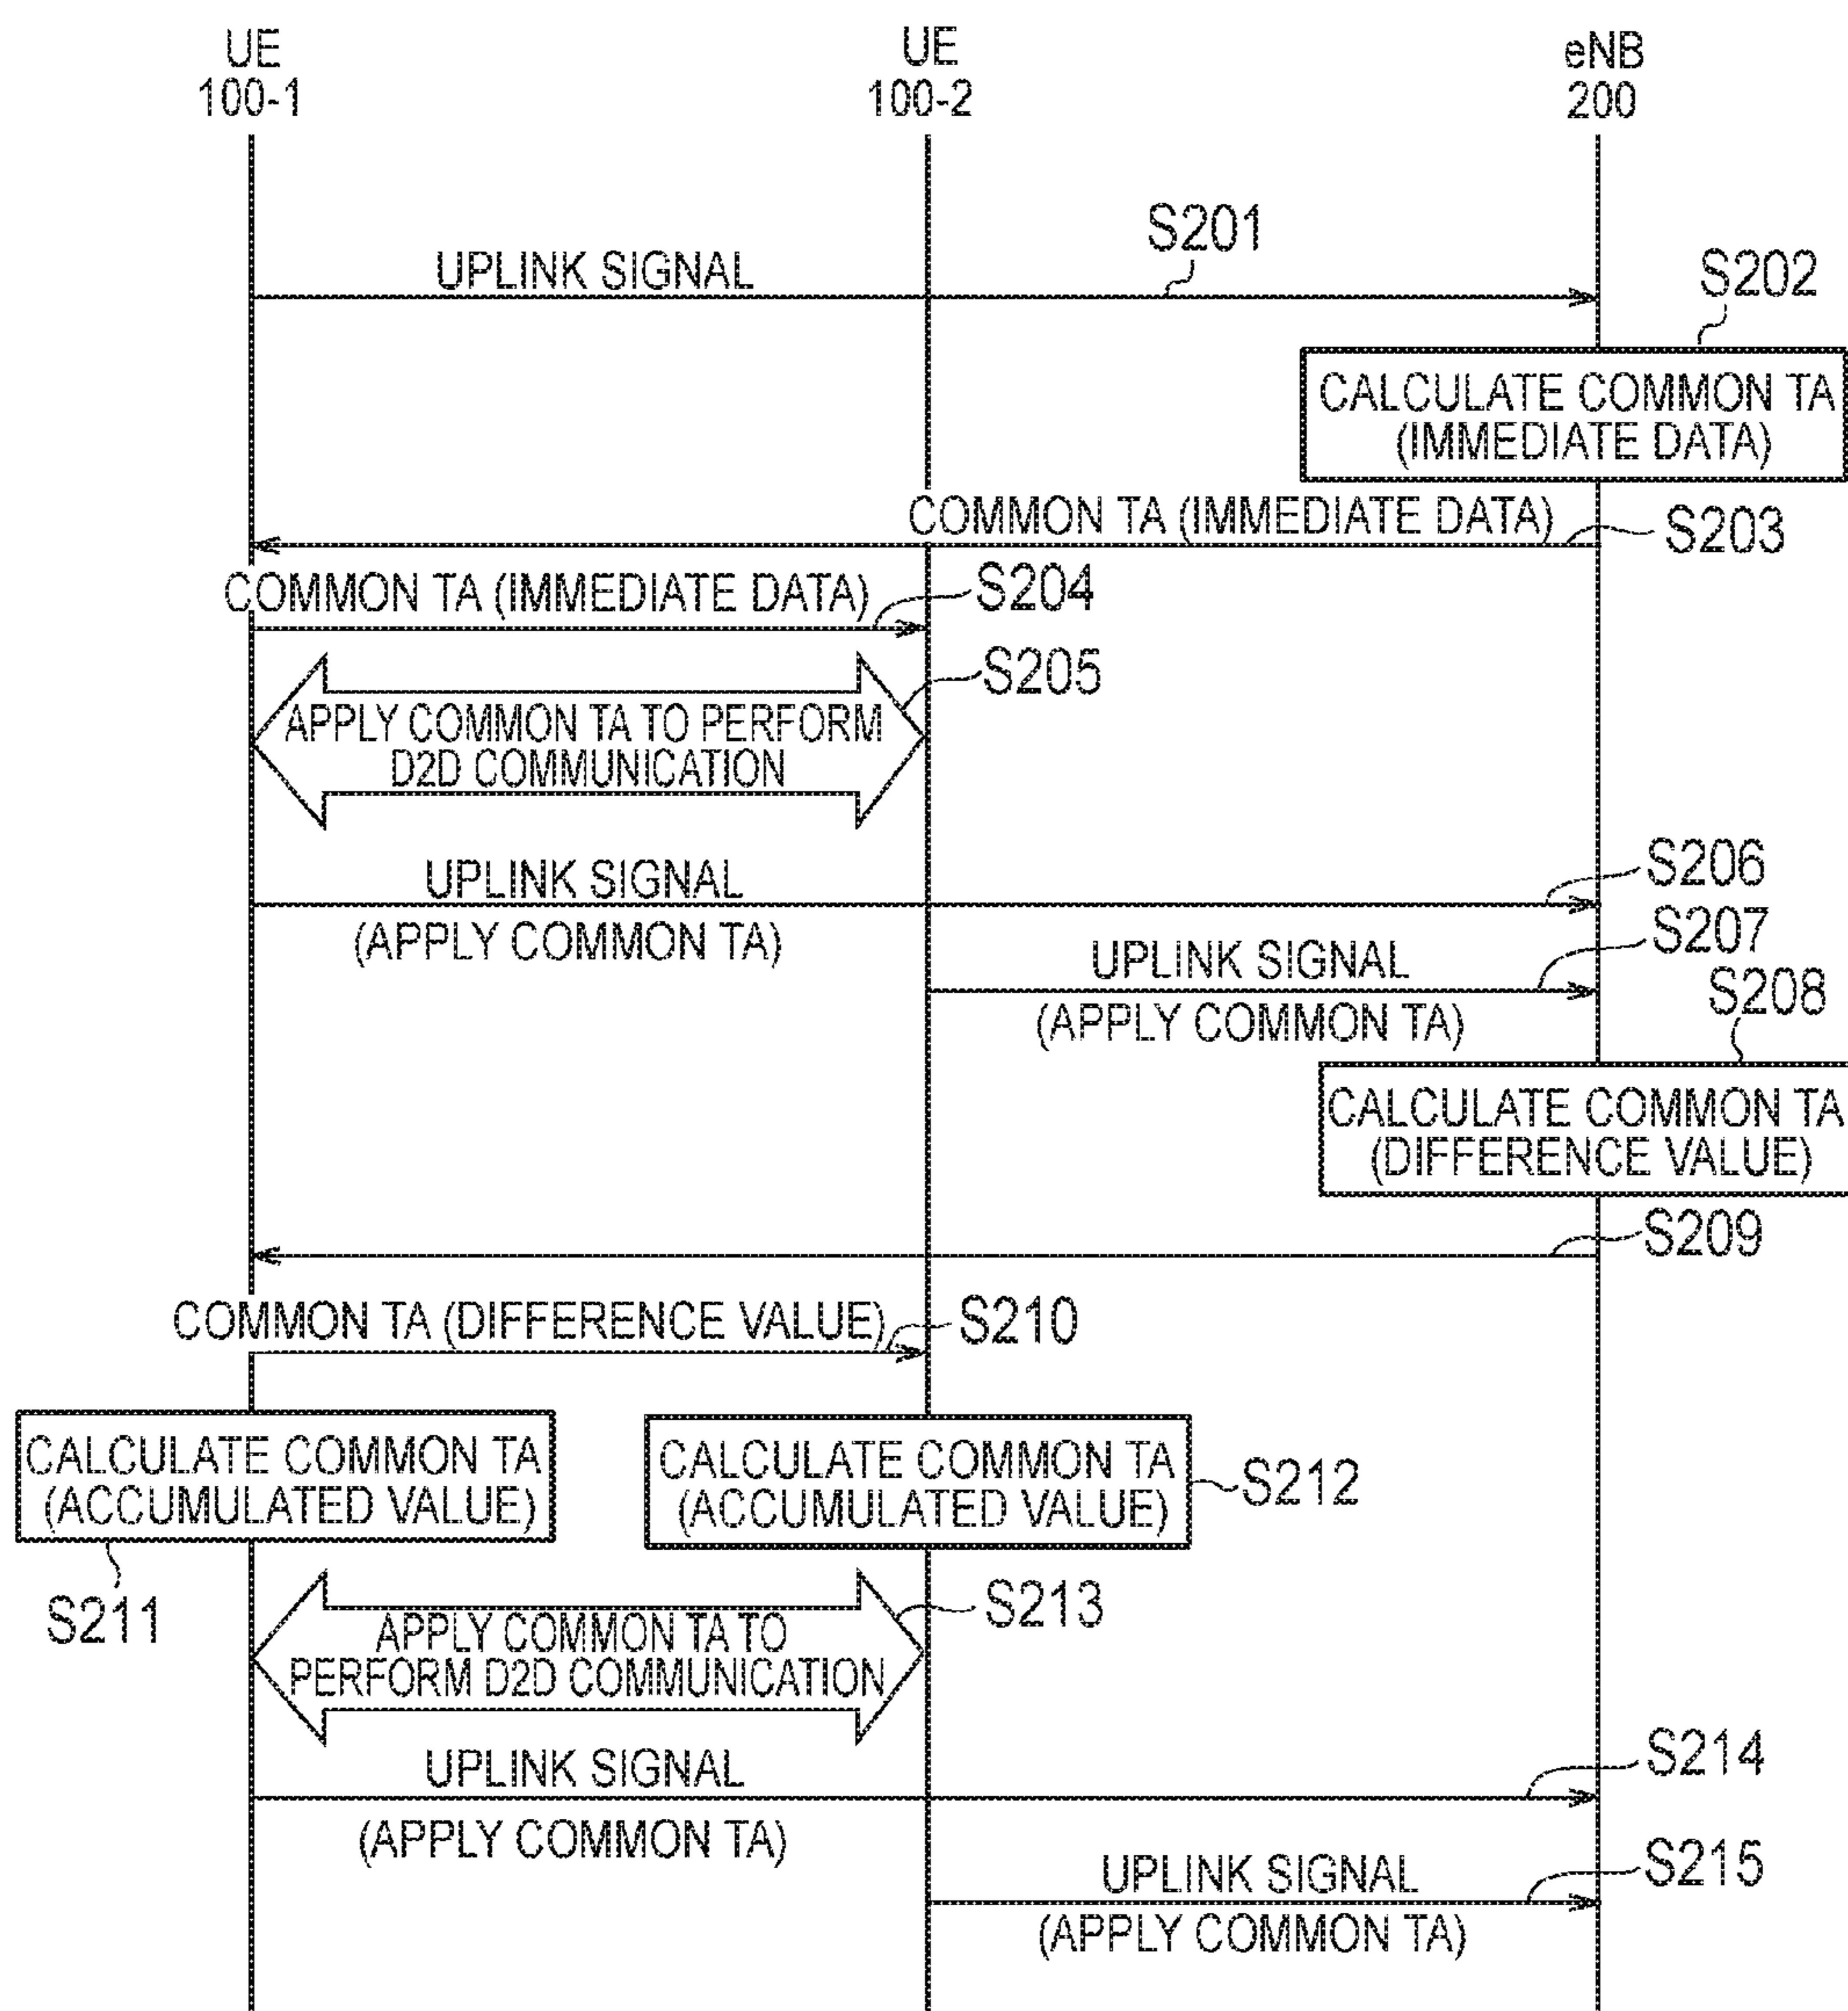 UE
100-1
UE
100-2
eNB
200
S201
UPLINK SIGNAL
S202
CALCULATE COMMON TA
(IMMEDIATE DATA)
COMMON TA (IMMEDIATE DATA)
S203
COMMON TA (IMMEDIATE DATA)
S204
S205
APPLY COMMON TA TO PERFORM
D2D COMMUNICATION
UPLINK SIGNAL
S206
(APPLY COMMON TA)
S207
UPLINK SIGNAL
(APPLY COMMON TA)
S208
CALCULATE COMMON TA
(DIFFERENCE VALUE)
S209
COMMON TA (DIFFERENCE VALUE)
S210
CALCULATE COMMON TA
(ACCUMULATED VALUE)
S211
CALCULATE COMMON TA
(ACCUMULATED VALUE)
S212
S213
APPLY COMMON TA TO
PERFORM D2D COMMUNICATION
UPLINK SIGNAL
S214
(APPLY COMMON TA)
UPLINK SIGNAL
S215
(APPLY COMMON TA)